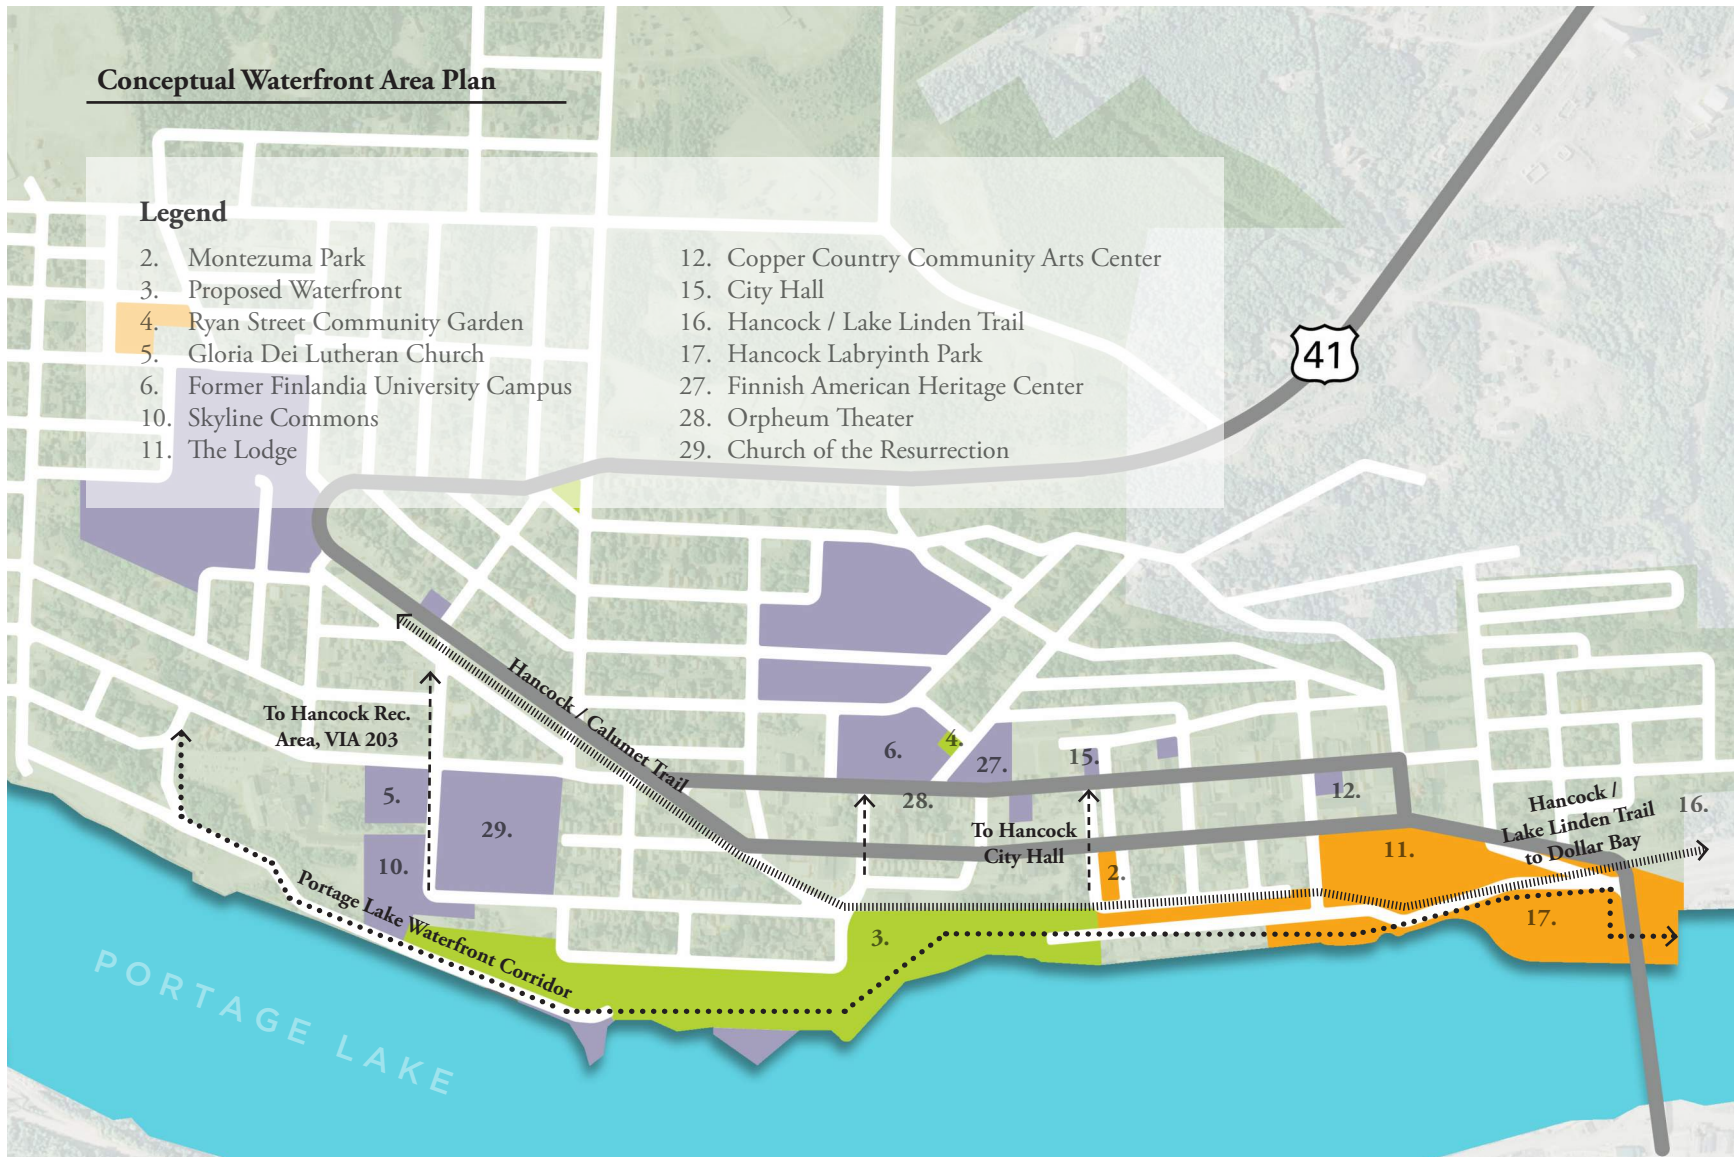 Conceptual Waterfront Area Plan
Legend
2. Montezuma Park
3. Proposed Waterfront
4. Ryan Street Community Garden
5. Gloria Dei Lutheran Church
6. Former Finlandia University Campus
10. Skyline Commons
11. The Lodge
12. Copper Country Community Arts Center
15. City Hall
16. Hancock / Lake Linden Trail
17. Hancock Labryinth Park
27. Finnish American Heritage Center
28. Orpheum Theater
29. Church of the Resurrection
41
Hancock / Calumet Trail
To Hancock Rec.
Area, VIA 203
4.
6.
27.
15.
5.
28.
12.
16.
Hancock /
Lake Linden Trail
to Dollar Bay
29.
To Hancock
City Hall
11.
10.
2.
Portage Lake Waterfront Corridor
3.
17.
PORTAGE LAKE